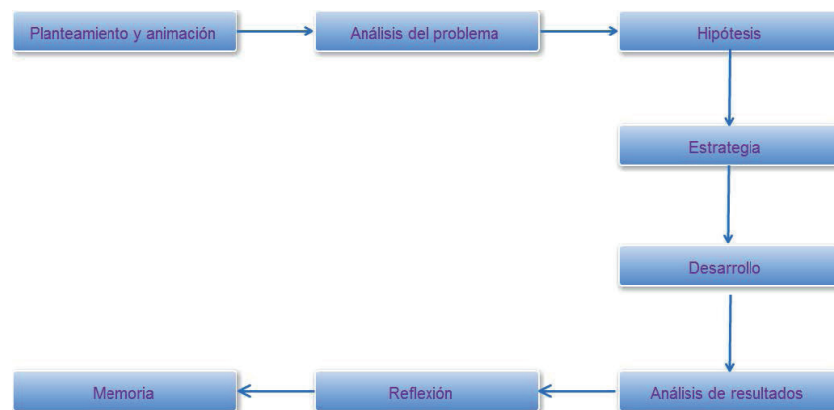 Planteamiento y animación
Análisis del problema
Hipótesis
Estrategia
Desarrollo
Análisis de resultados
Reflexión
Memoria